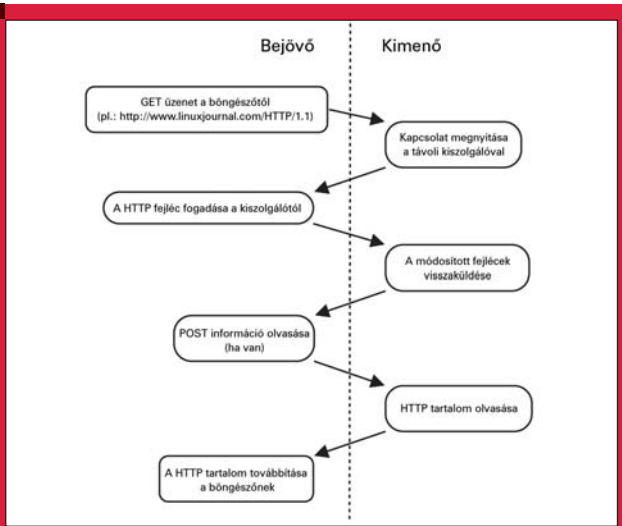 Bejövő
Kimenő
GET üzenet a böngészőtől
(pl.: http://www.linuxjournal.com/HTTP/1.1)
Kapcsolat megnyitása
a távoli kiszolgálóval
A HTTP fejléc fogadása a kiszolgálótól
A módosított fejlécek
visszaküldése
POST információ olvasása
(ha van)
HTTP tartalom olvasása
A HTTP tartalom továbbítása
a böngészőnek